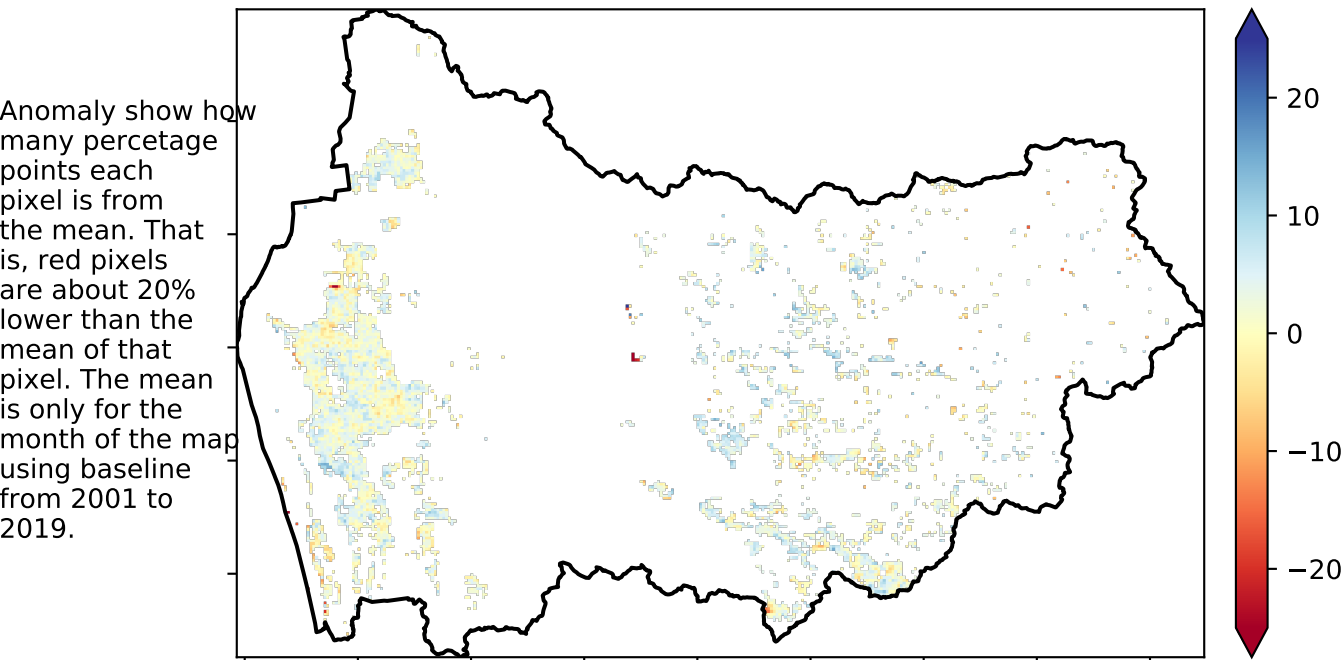 Anomaly show how
many percetage
points each
pixel is from
the mean. That
is, red pixels
are about 20%
lower than the
mean of that
pixel. The mean
is only for the
month of the map
using baseline
from 2001 to
2019.
20
10
0
−10
−20